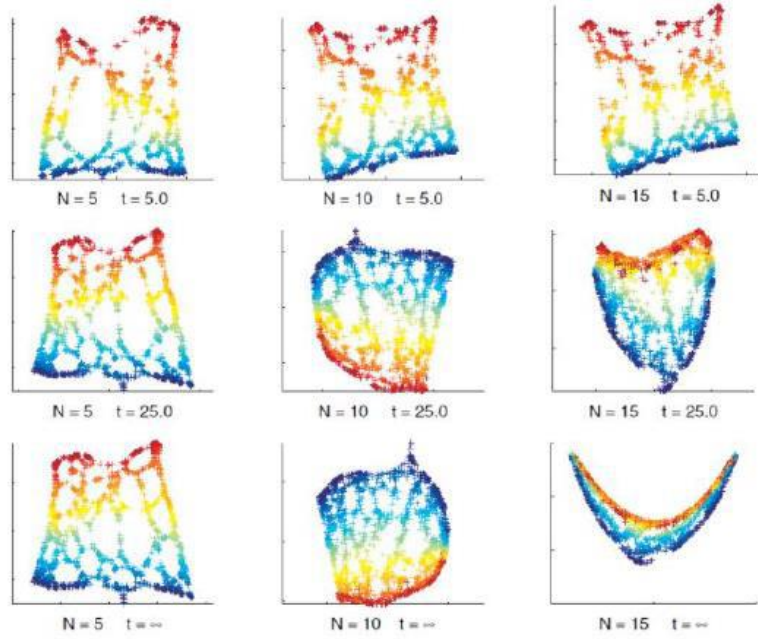 N = 5 t = 5.0
N = 10 t = 5.0
N = 15 t = 5.0
N = 5 t = 25.0
N = 10 t = 25.0
N = 15 t = 25.0
N = 5 t = ∞
N = 10 t = ∞
N = 15 t = ∞